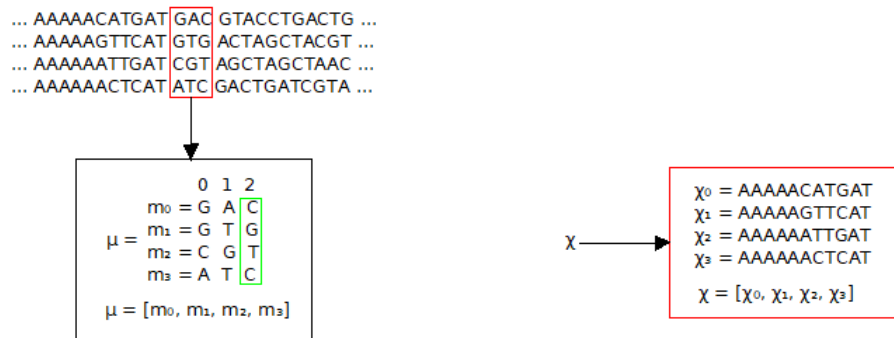 ... AAAAACATGAT GAC GTACCTGACTG ...
... AAAAAGTTCAT GTG ACTAGCTACGT ...
... AAAAAATTGAT CGT AGCTAGCTAAC ...
... AAAAAACTCAT ATC GACTGATCGTA ...
0 1 2
m₀ = G A C
m₁ = G T G
μ =
m₂ = C G T
m₃ = A T C
μ = [m₀, m₁, m₂, m₃]
χ
χ₀ = AAAAACATGAT
χ₁ = AAAAAGTTCAT
χ₂ = AAAAAATTGAT
χ₃ = AAAAAACTCAT
χ = [χ₀, χ₁, χ₂, χ₃]